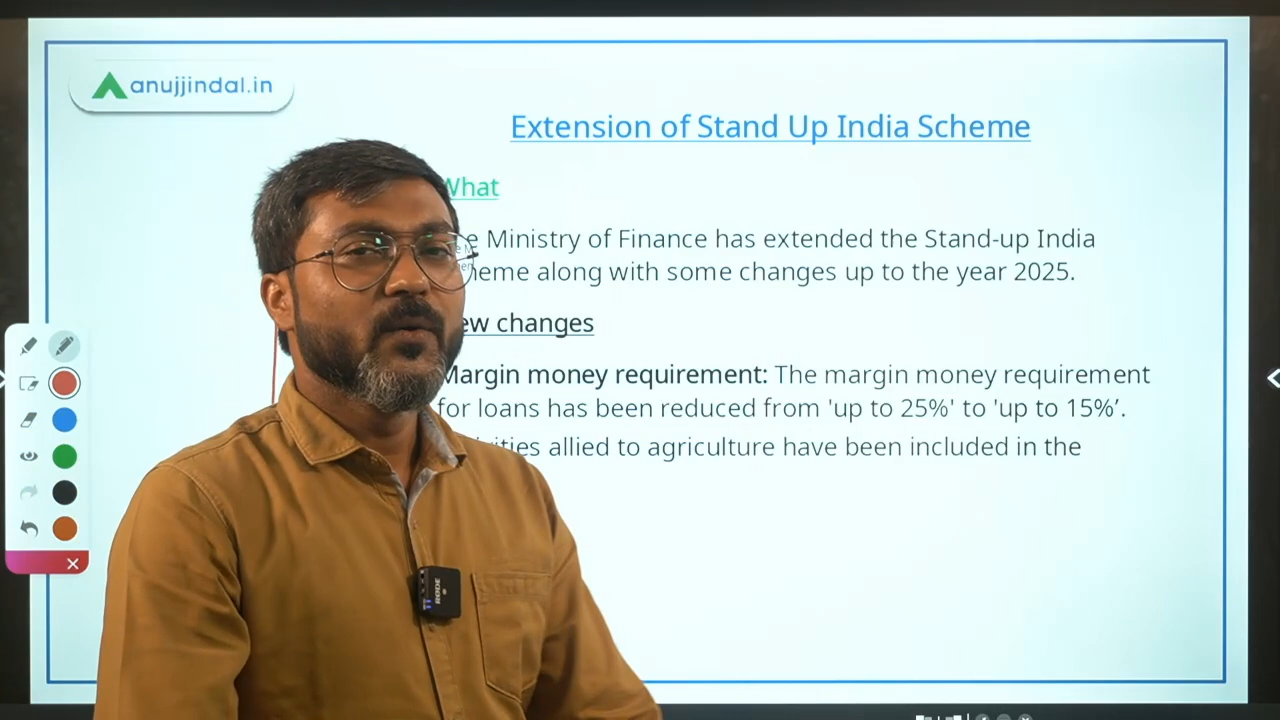 anujjindal.in
Extension of Stand Up India Scheme
What
e Ministry of Finance has extended the Stand-up India
eme along with some changes up to the year 2025.
ew changes
Margin money requirement: The margin money requirement
for loans has been reduced from 'up to 25%' to 'up to 15%’.
ities allied to agriculture have been included in the
RØDE